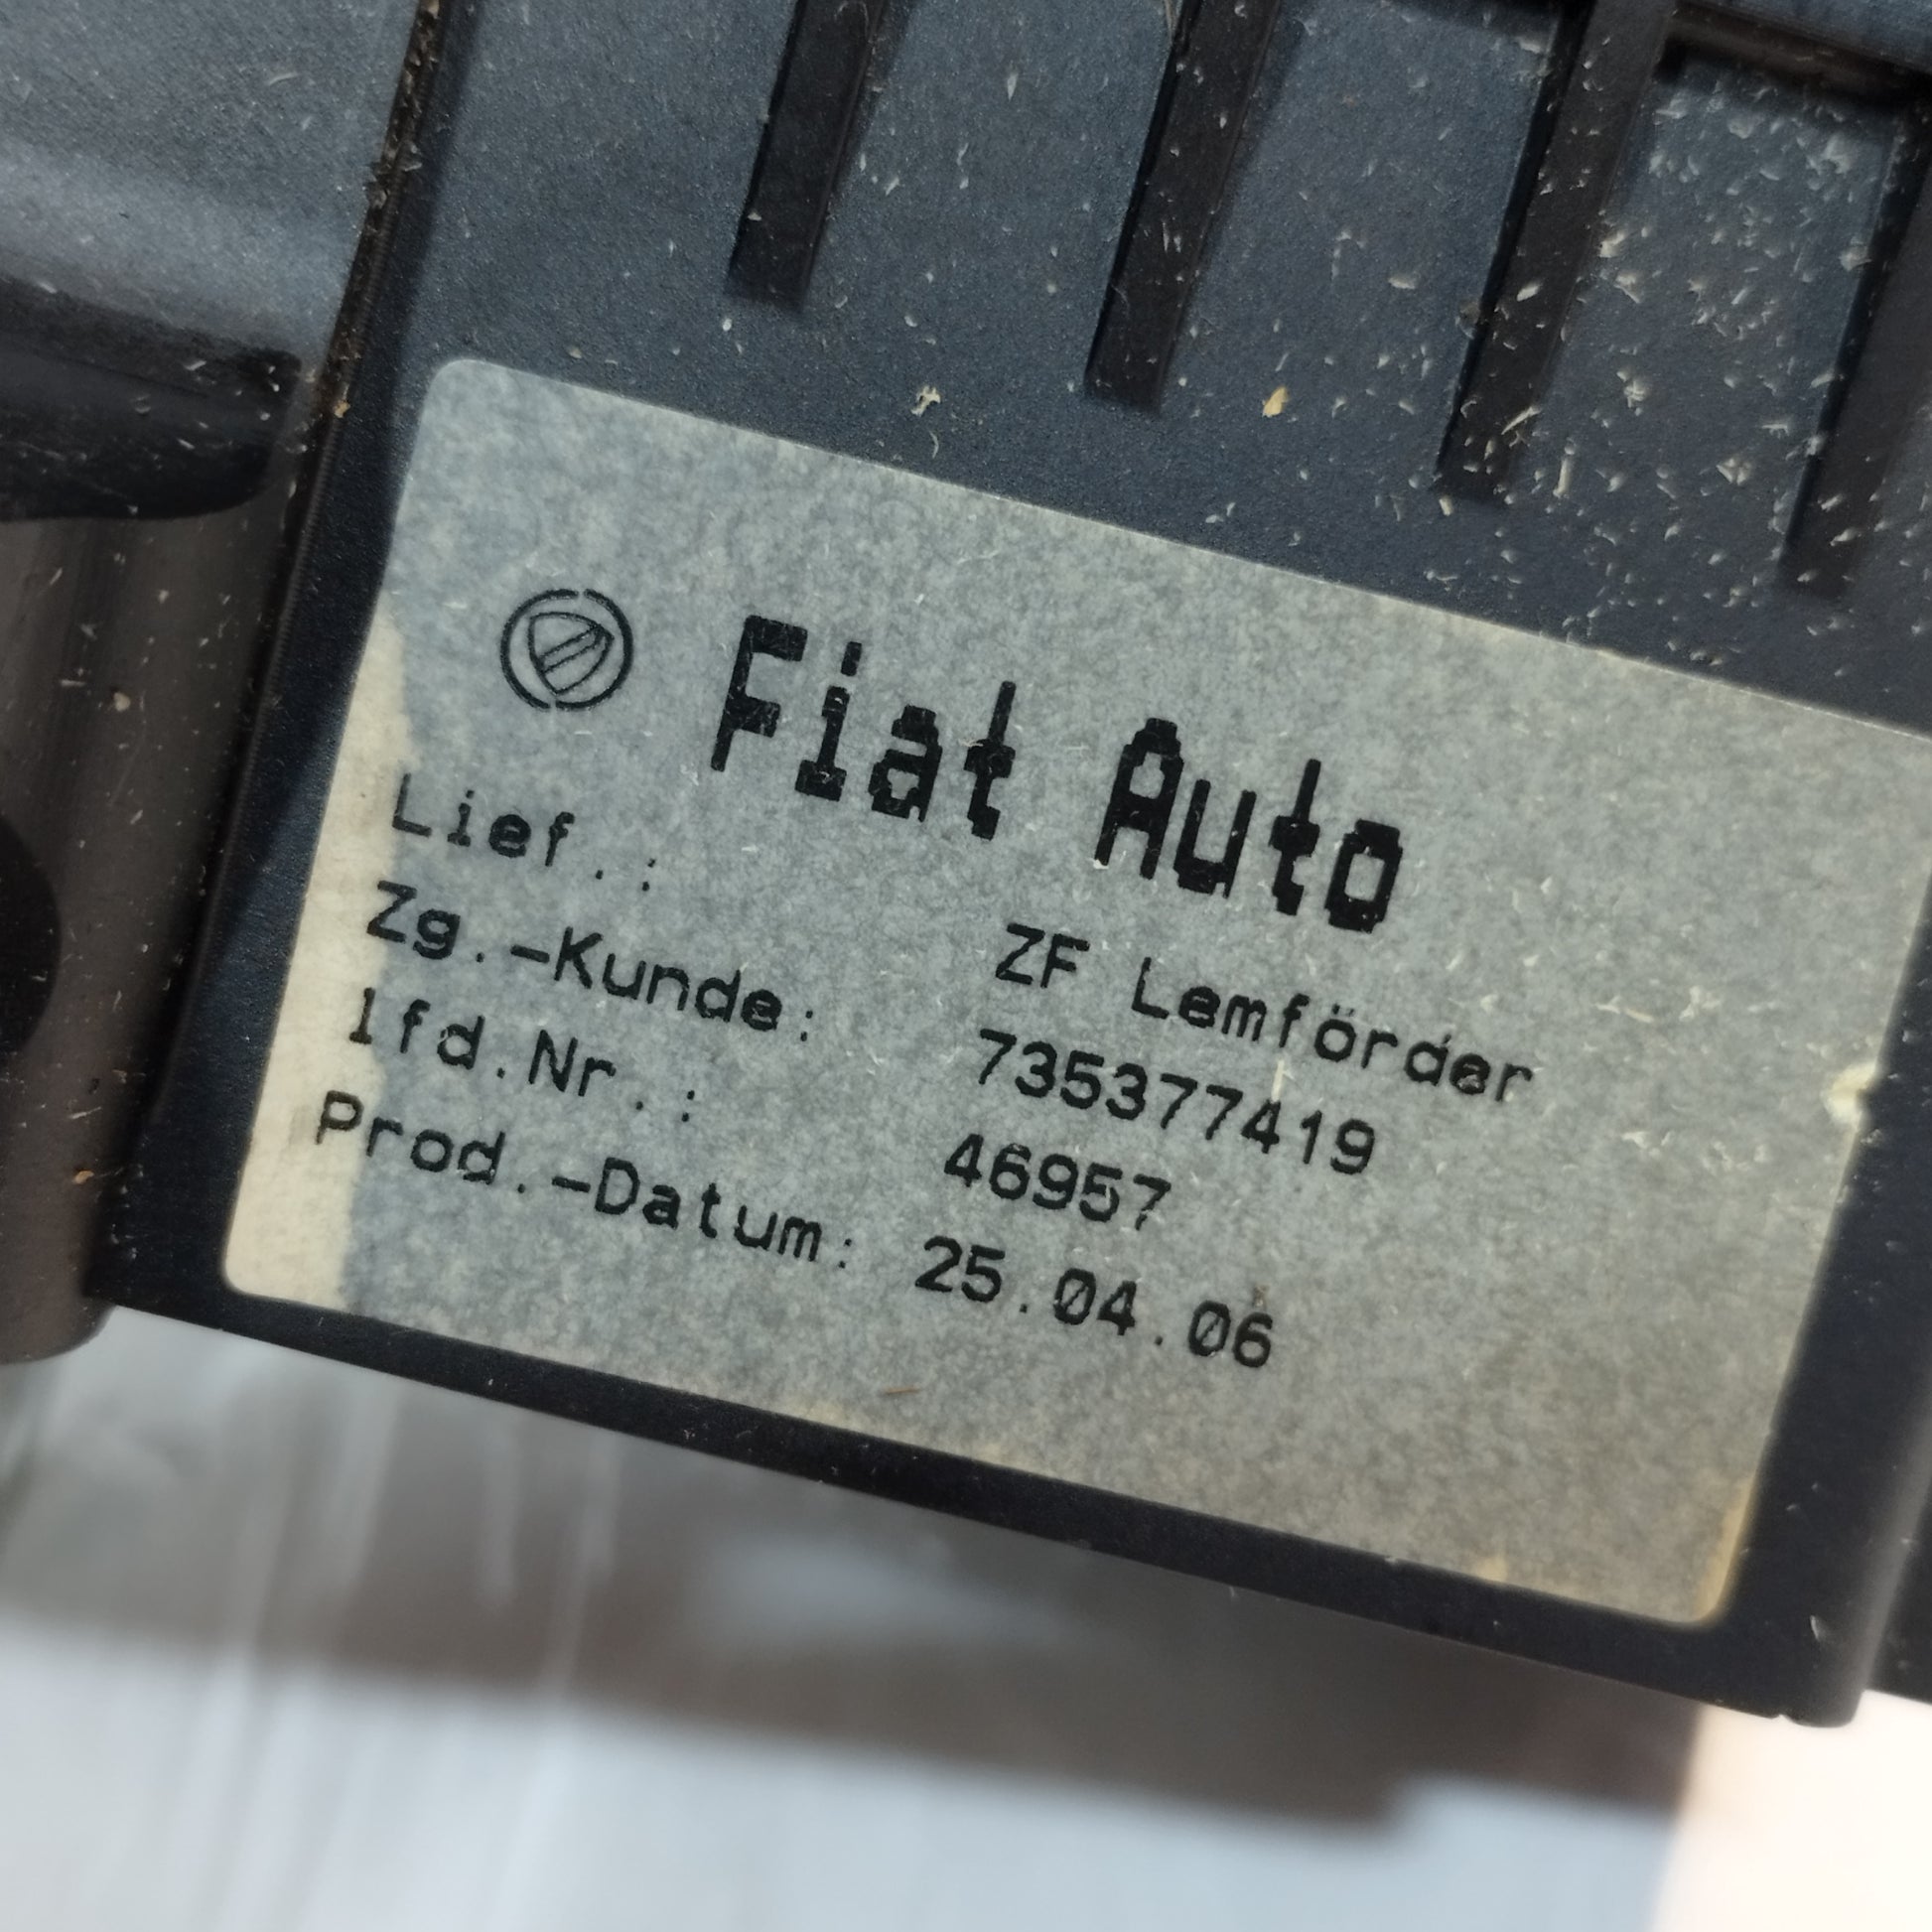 Fiat Auto
Lief.: ZF Lemförder
Zg.-Kunde: 735377419
lfd.Nr.: 46957
Prod.-Datum: 25.04.06